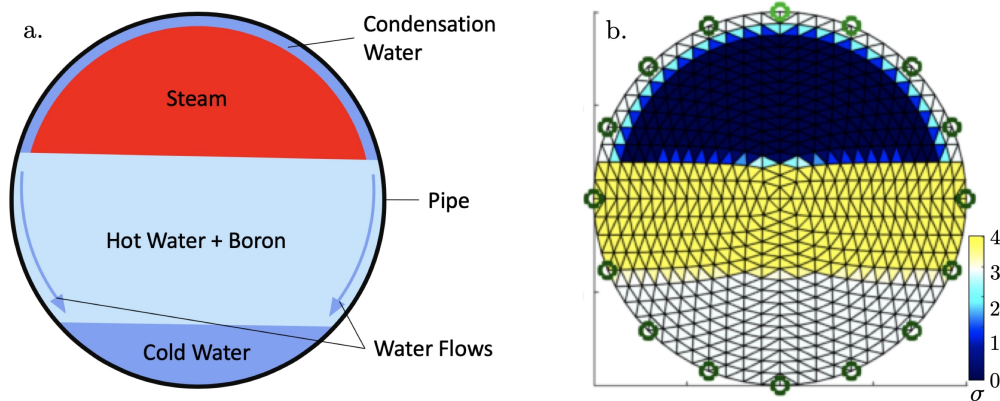 a.
Condensation
Water
Steam
Pipe
Hot Water + Boron
Cold Water
Water Flows
b.
4
3
2
1
0
σ